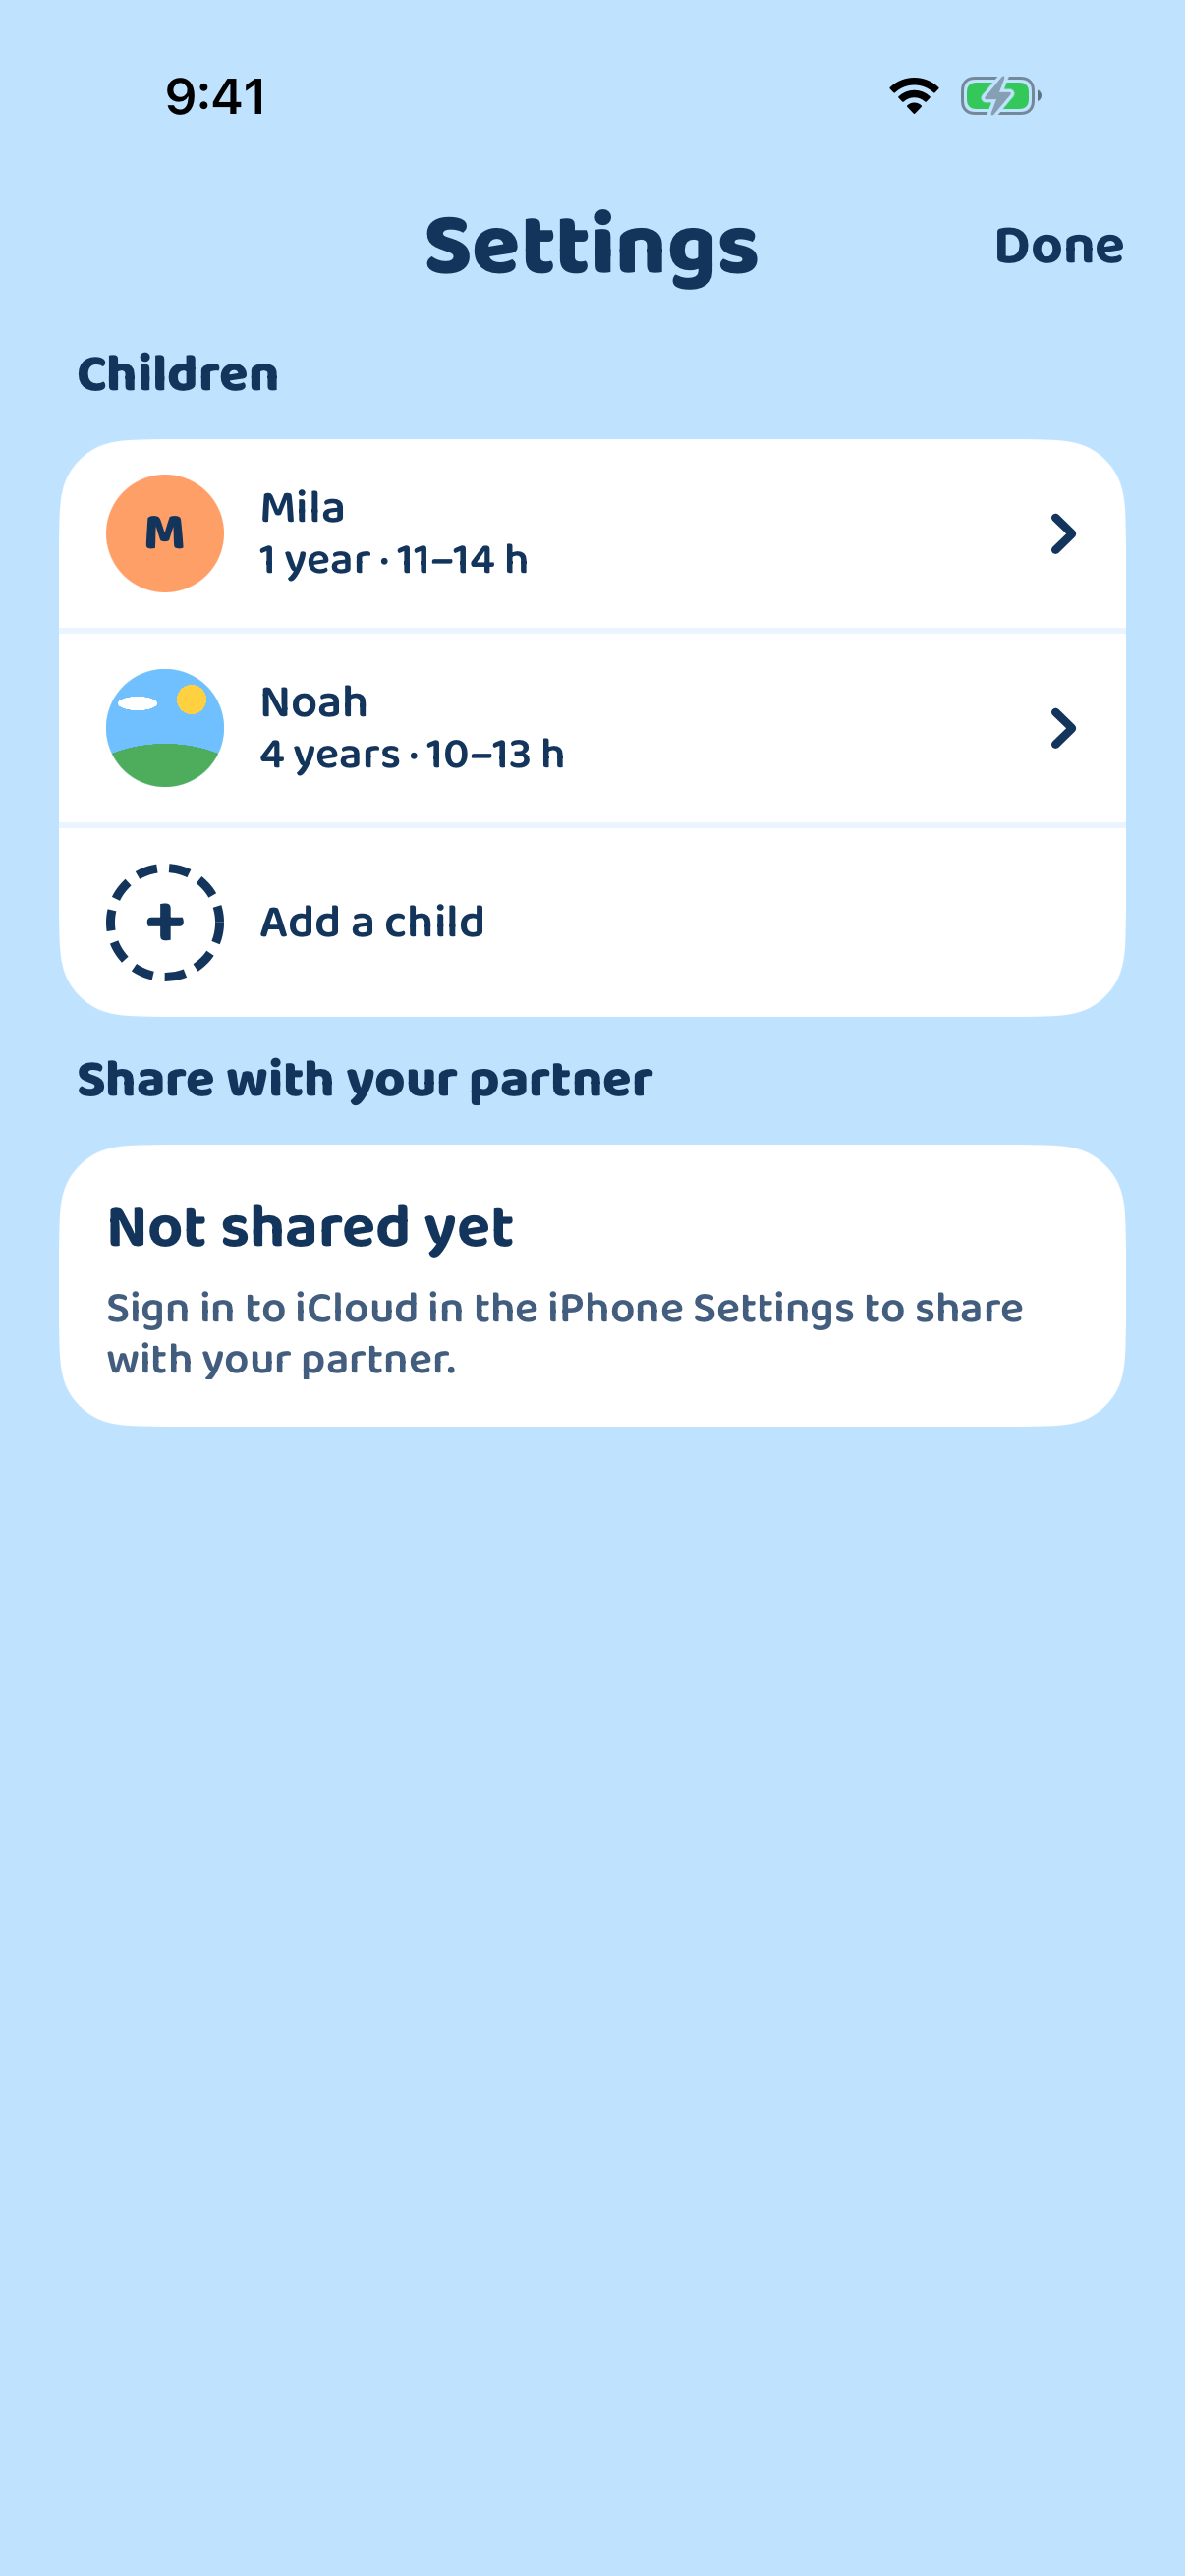 9:41
Settings
Done
Children
M
Mila
1 year · 11–14 h
Noah
4 years · 10–13 h
+
Add a child
Share with your partner
Not shared yet
Sign in to iCloud in the iPhone Settings to share
with your partner.